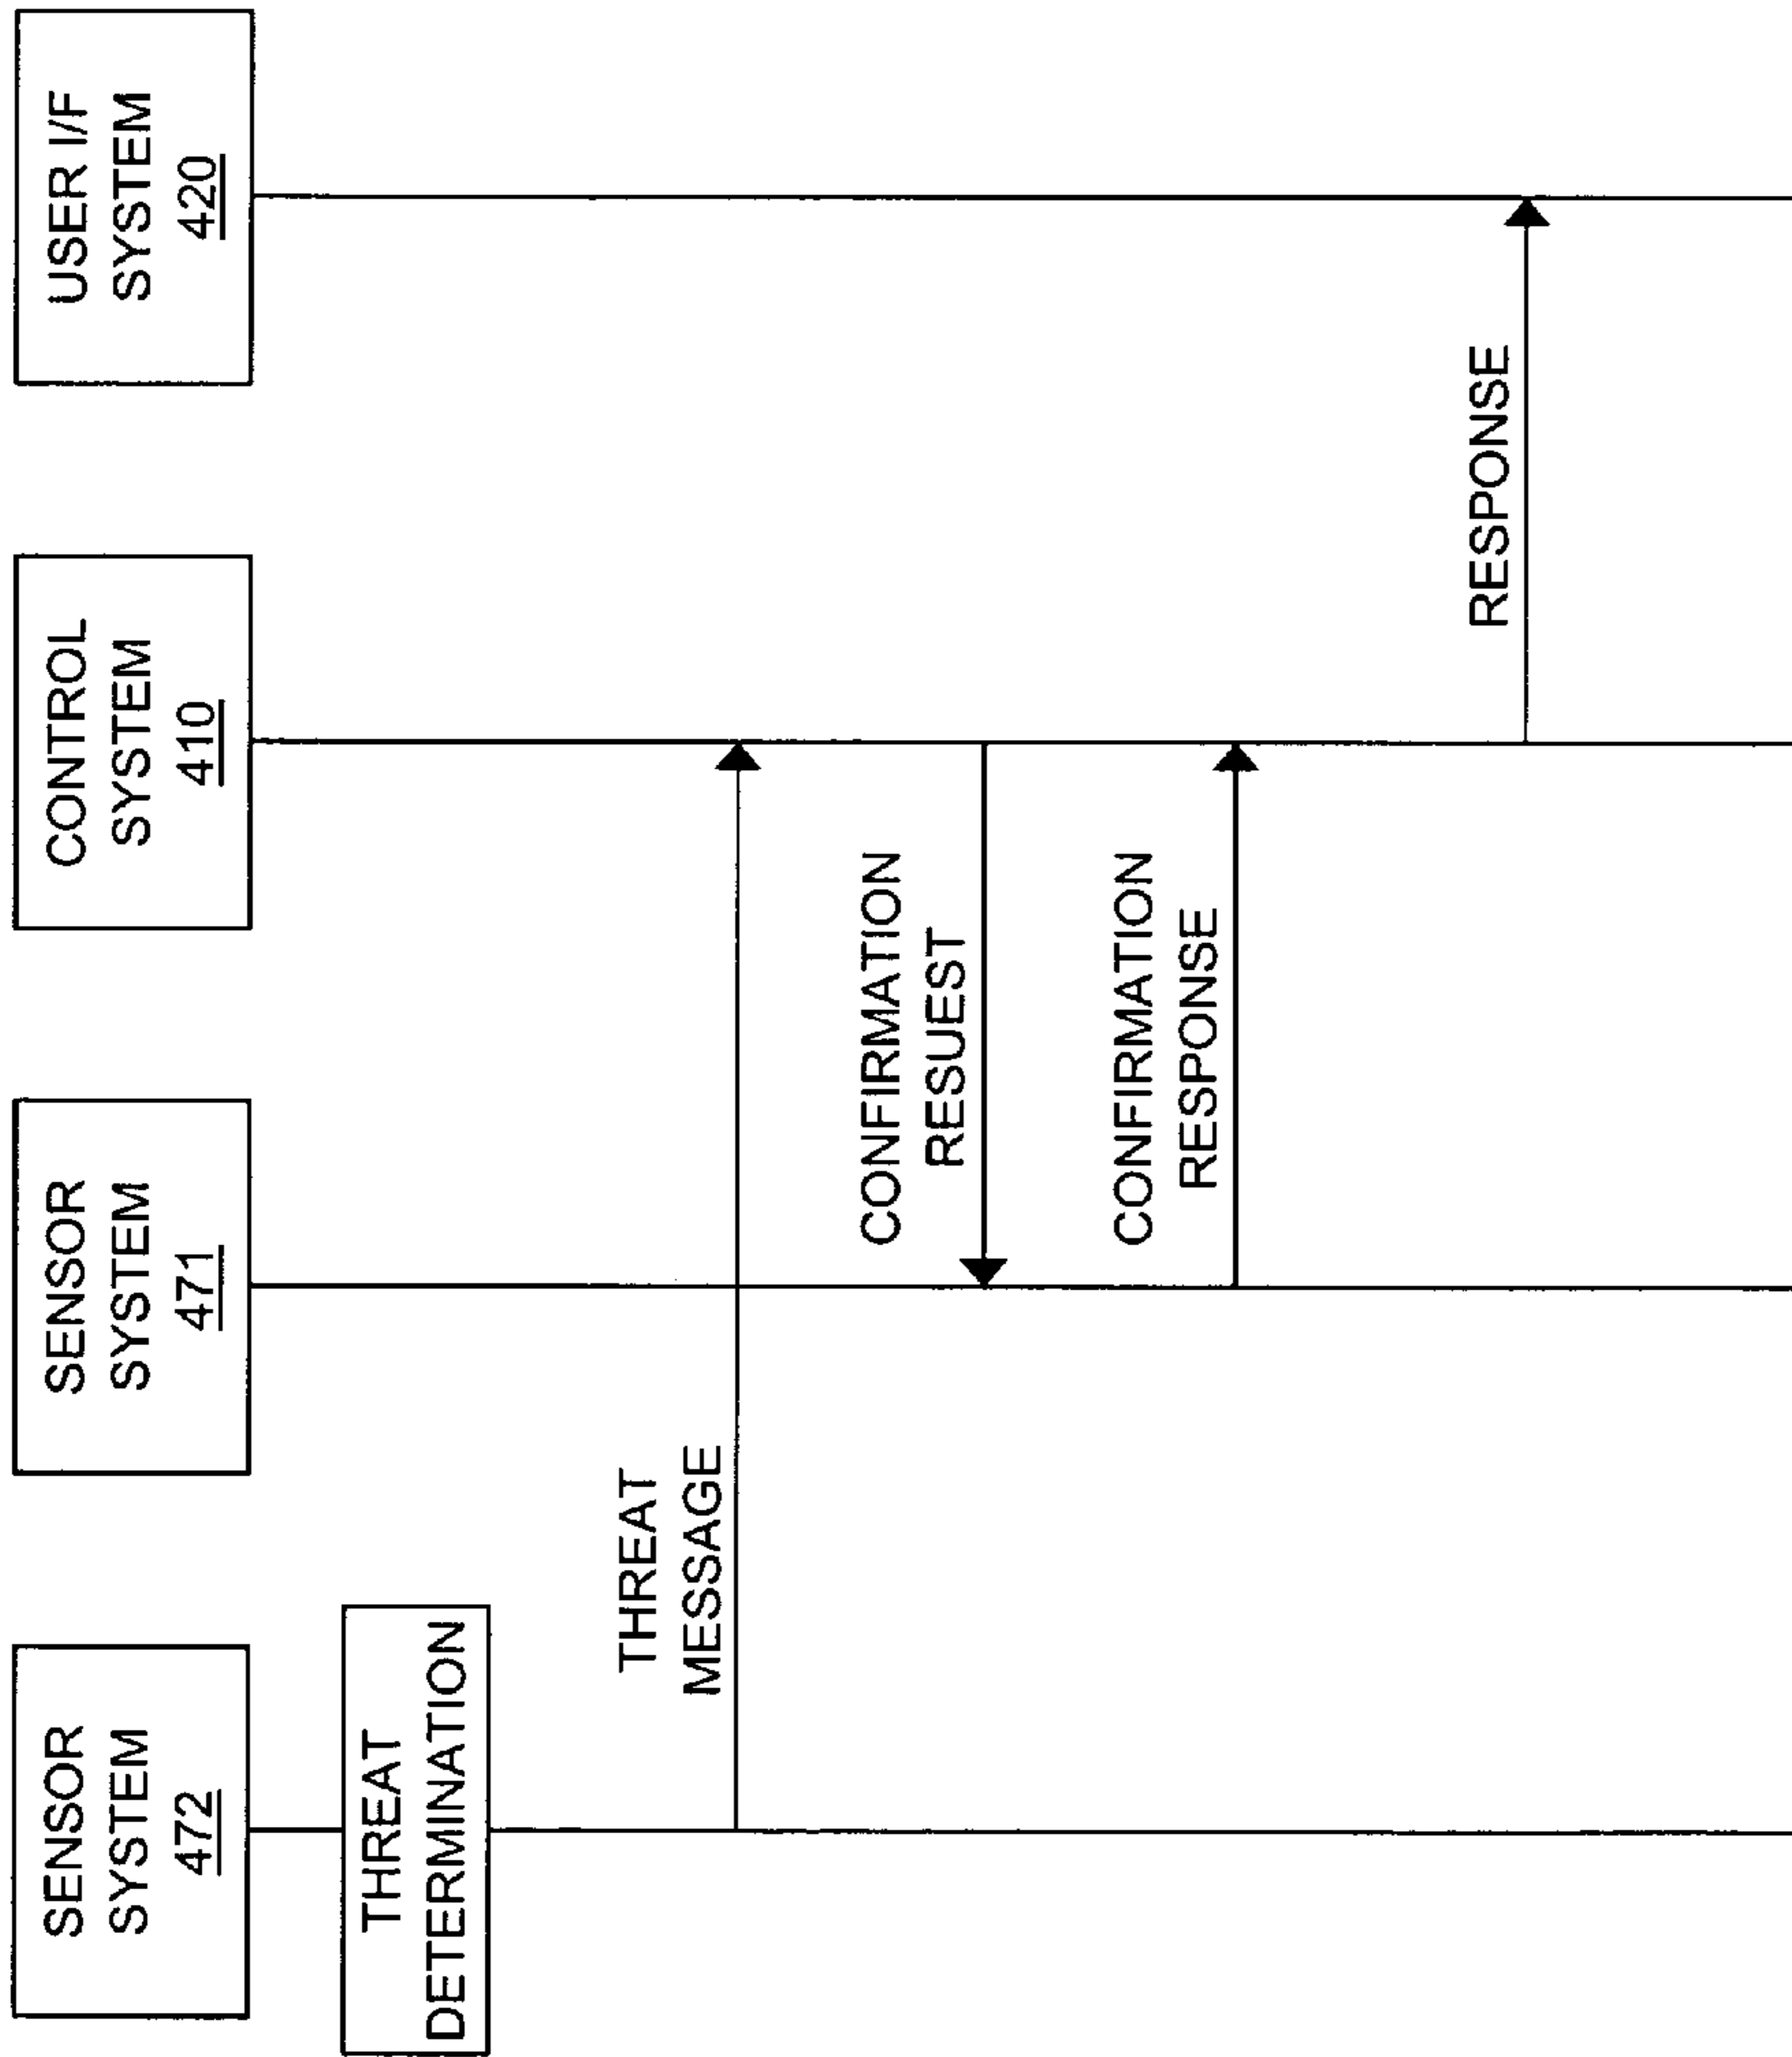 SENSOR
SYSTEM
472
SENSOR
SYSTEM
471
CONTROL
SYSTEM
410
USER I/F
SYSTEM
420
THREAT
DETERMINATION
THREAT
MESSAGE
CONFIRMATION
RESUEST
CONFIRMATION
RESPONSE
RESPONSE